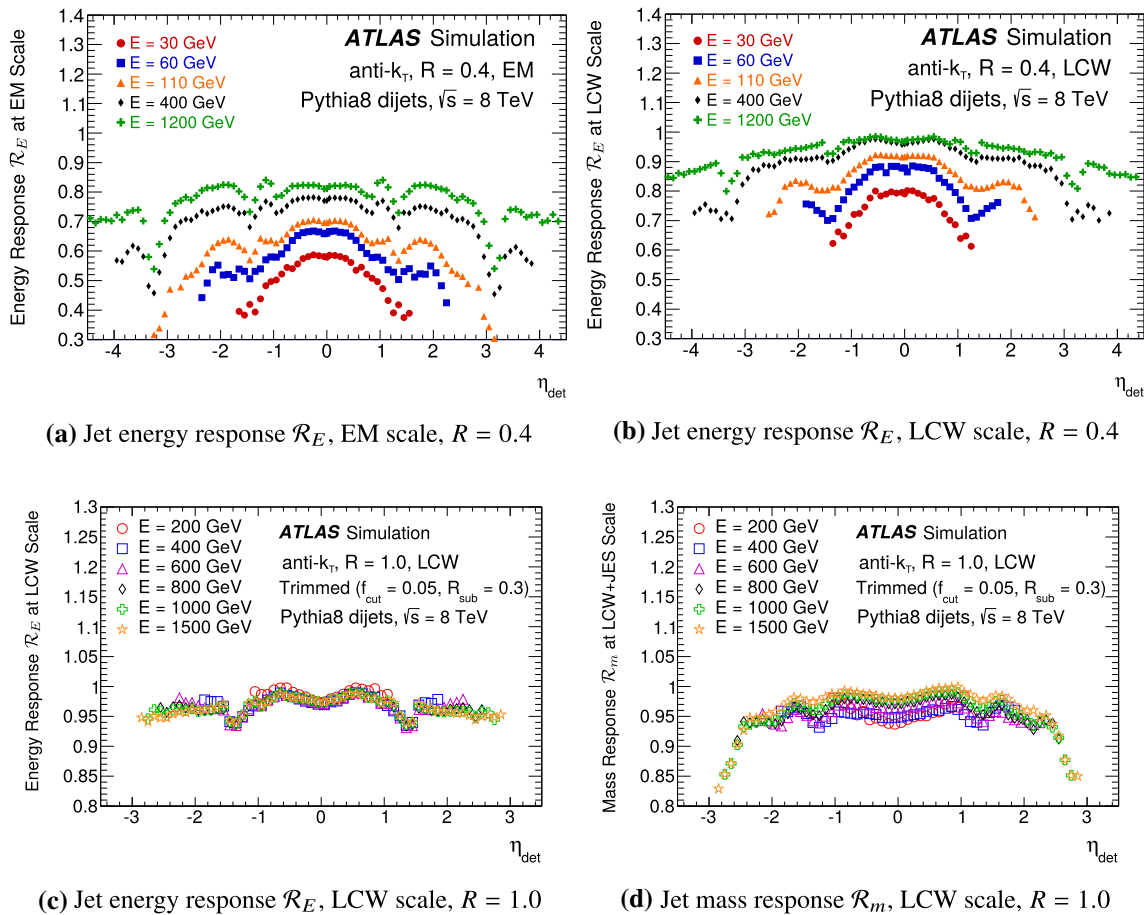 Energy Response ℛE at EM Scale
1.4
1.3
1.2
1.1
1
0.9
0.8
0.7
0.6
0.5
0.4
0.3
E = 30 GeV
E = 60 GeV
E = 110 GeV
E = 400 GeV
E = 1200 GeV
ATLAS Simulation
anti-kT, R = 0.4, EM
Pythia8 dijets, √s = 8 TeV
-4 -3 -2 -1 0 1 2 3 4
ηdet
(a) Jet energy response ℛE, EM scale, R = 0.4
Energy Response ℛE at LCW Scale
1.4
1.3
1.2
1.1
1
0.9
0.8
0.7
0.6
0.5
0.4
0.3
E = 30 GeV
E = 60 GeV
E = 110 GeV
E = 400 GeV
E = 1200 GeV
ATLAS Simulation
anti-kT, R = 0.4, LCW
Pythia8 dijets, √s = 8 TeV
-4 -3 -2 -1 0 1 2 3 4
ηdet
(b) Jet energy response ℛE, LCW scale, R = 0.4
Energy Response ℛE at LCW Scale
1.3
1.25
1.2
1.15
1.1
1.05
1
0.95
0.9
0.85
0.8
E = 200 GeV
E = 400 GeV
E = 600 GeV
E = 800 GeV
E = 1000 GeV
E = 1500 GeV
ATLAS Simulation
anti-kT, R = 1.0, LCW
Trimmed (fcut = 0.05, Rsub = 0.3)
Pythia8 dijets, √s = 8 TeV
-3 -2 -1 0 1 2 3
ηdet
(c) Jet energy response ℛE, LCW scale, R = 1.0
Mass Response ℛm at LCW+JES Scale
1.3
1.25
1.2
1.15
1.1
1.05
1
0.95
0.9
0.85
0.8
E = 200 GeV
E = 400 GeV
E = 600 GeV
E = 800 GeV
E = 1000 GeV
E = 1500 GeV
ATLAS Simulation
anti-kT, R = 1.0, LCW
Trimmed (fcut = 0.05, Rsub = 0.3)
Pythia8 dijets, √s = 8 TeV
-3 -2 -1 0 1 2 3
ηdet
(d) Jet mass response ℛm, LCW scale, R = 1.0